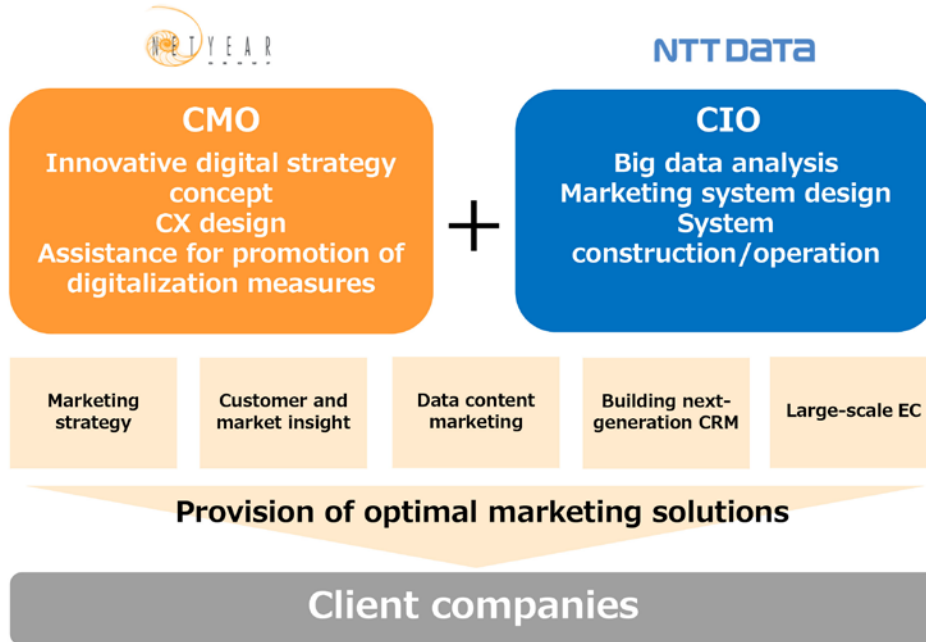 NETYEAR
GROUP
NTT DATA
CMO
Innovative digital strategy
concept
CX design
Assistance for promotion of
digitalization measures
+
CIO
Big data analysis
Marketing system design
System
construction/operation
Marketing
strategy
Customer and
market insight
Data content
marketing
Building next-
generation CRM
Large-scale EC
Provision of optimal marketing solutions
Client companies